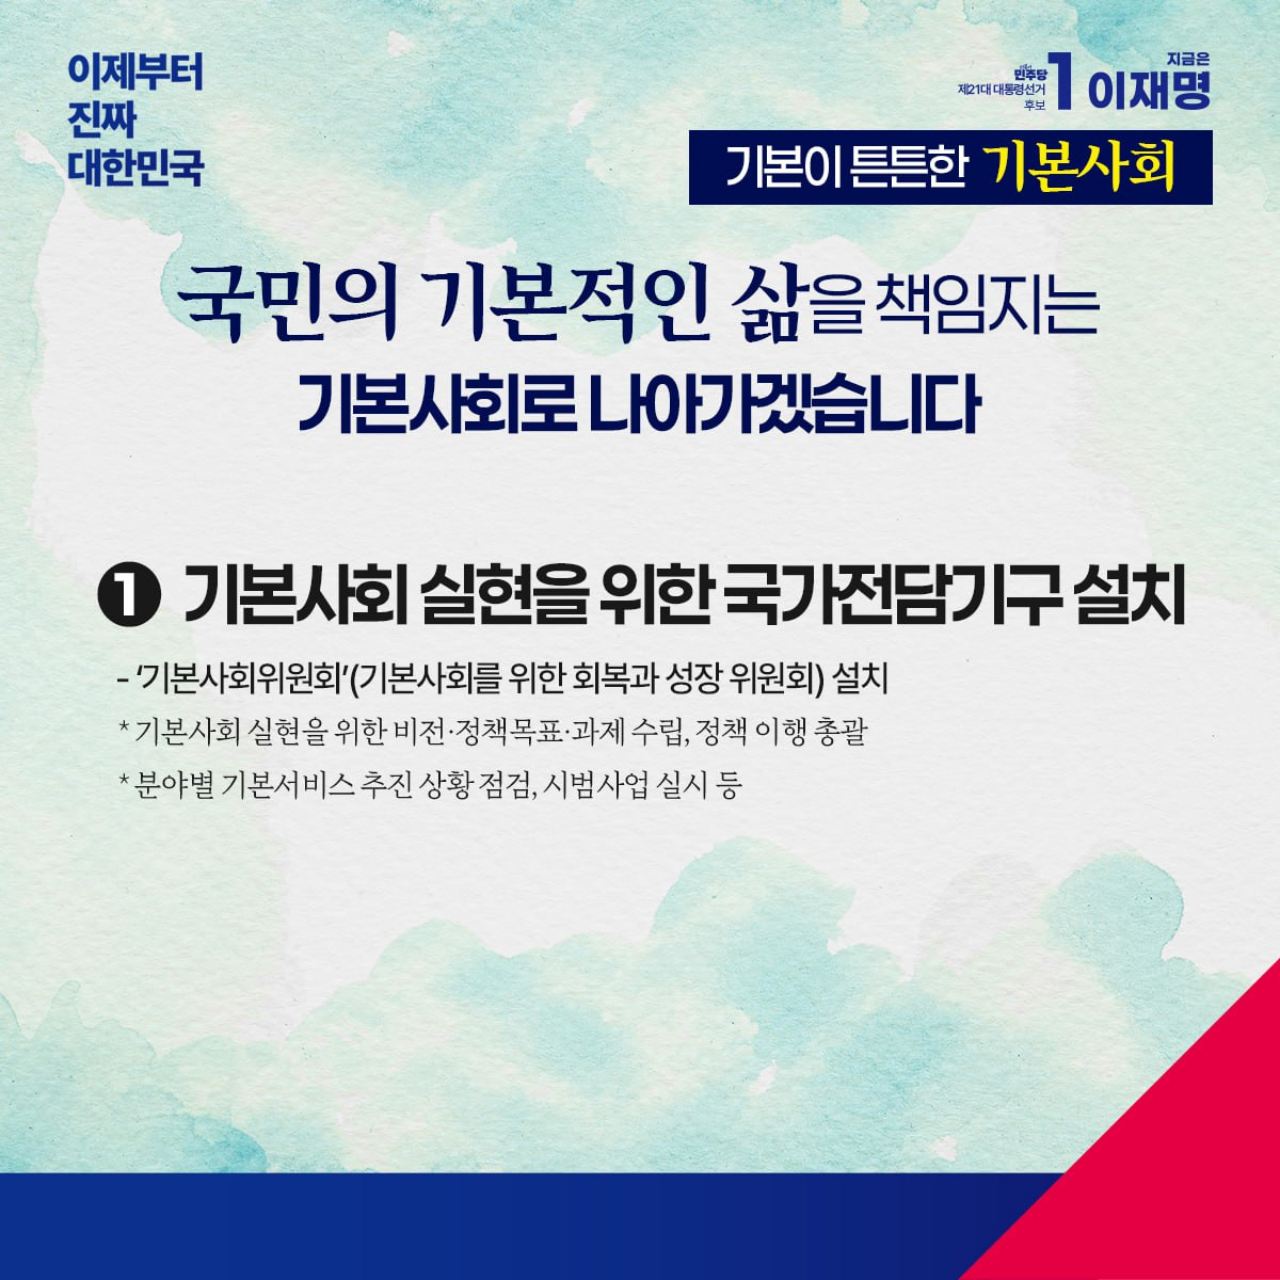 이제부터
진짜
대한민국
지금은
민주당
제21대 대통령선거
후보
1 이재명
기본이 튼튼한 기본사회
국민의 기본적인 삶을 책임지는
기본사회로 나아가겠습니다
1 기본사회 실현을 위한 국가전담기구 설치
- '기본사회위원회'(기본사회를 위한 회복과 성장 위원회) 설치
* 기본사회 실현을 위한 비전·정책목표·과제 수립, 정책 이행 총괄
* 분야별 기본서비스 추진 상황 점검, 시범사업 실시 등